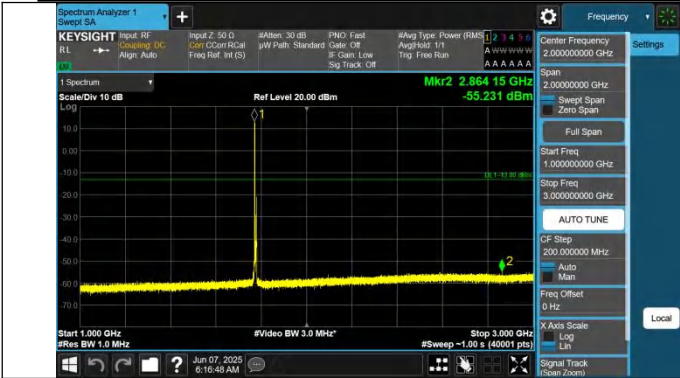 Spectrum Analyzer 1
Swept SA
+
Frequency
KEYSIGHT
RL
Input: RF
Coupling: DC
Align: Auto
Input Z: 50 Ω
Corr CCorr RCal
Freq Ref: Int (S)
#Atten: 30 dB
µW Path: Standard
PNO: Fast
Gate: Off
IF Gain: Low
Sig Track: Off
#Avg Type: Power (RMS
Avg|Hold: 1/1
Trig: Free Run
1 2 3 4 5 6
A W W W W W
A A A A A A
1 Spectrum
Scale/Div 10 dB
Ref Level 20.00 dBm
Mkr2 2.864 15 GHz
-55.231 dBm
Log
1
10.0
0.00
-10.0
-20.0
-30.0
-40.0
-50.0
2
-60.0
-70.0
Start 1.000 GHz
#Res BW 1.0 MHz
#Video BW 3.0 MHz*
Stop 3.000 GHz
#Sweep ~1.00 s (40001 pts)
?
Jun 07, 2025
6:16:48 AM
Center Frequency
2.000000000 GHz
Span
2.00000000 GHz
Swept Span
Zero Span
Full Span
Start Freq
1.000000000 GHz
Stop Freq
3.000000000 GHz
AUTO TUNE
CF Step
200.000000 MHz
Auto
Man
Freq Offset
0 Hz
X Axis Scale
Log
Lin
Signal Track
(Span Zoom)
Settings
Local